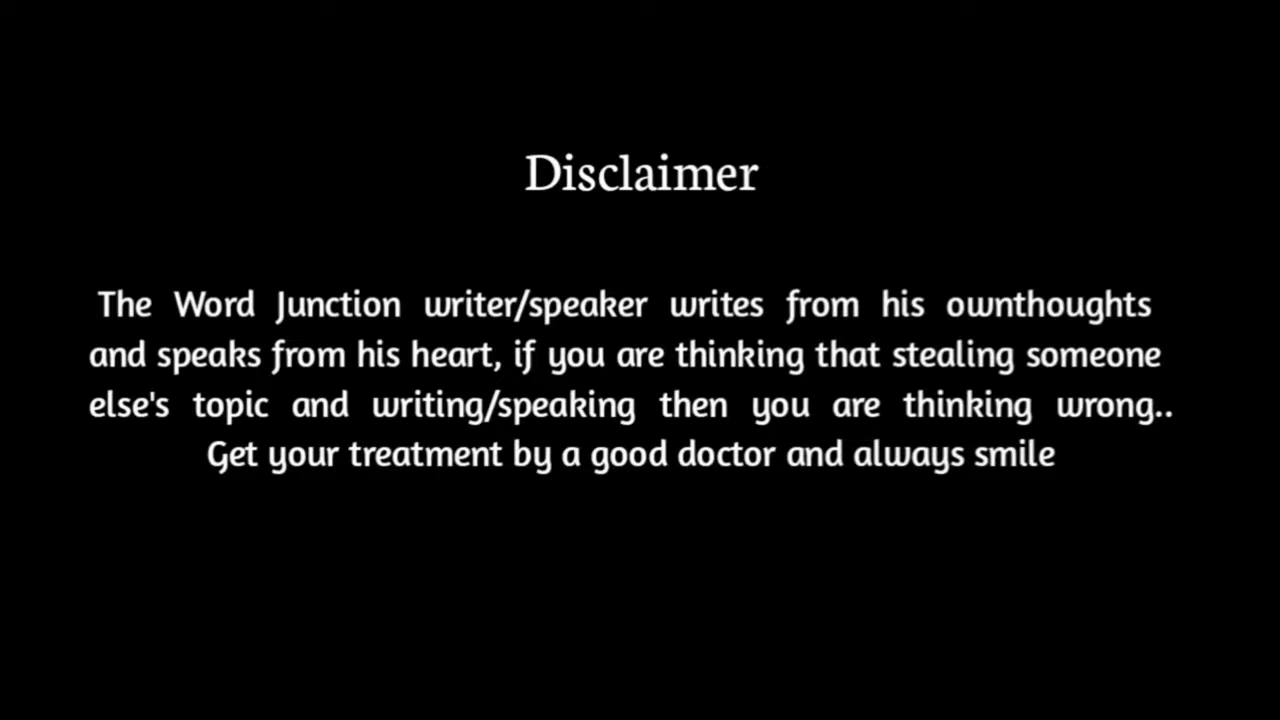 Disclaimer
The Word Junction writer/speaker writes from his ownthoughts
and speaks from his heart, if you are thinking that stealing someone
else's topic and writing/speaking then you are thinking wrong..
Get your treatment by a good doctor and always smile